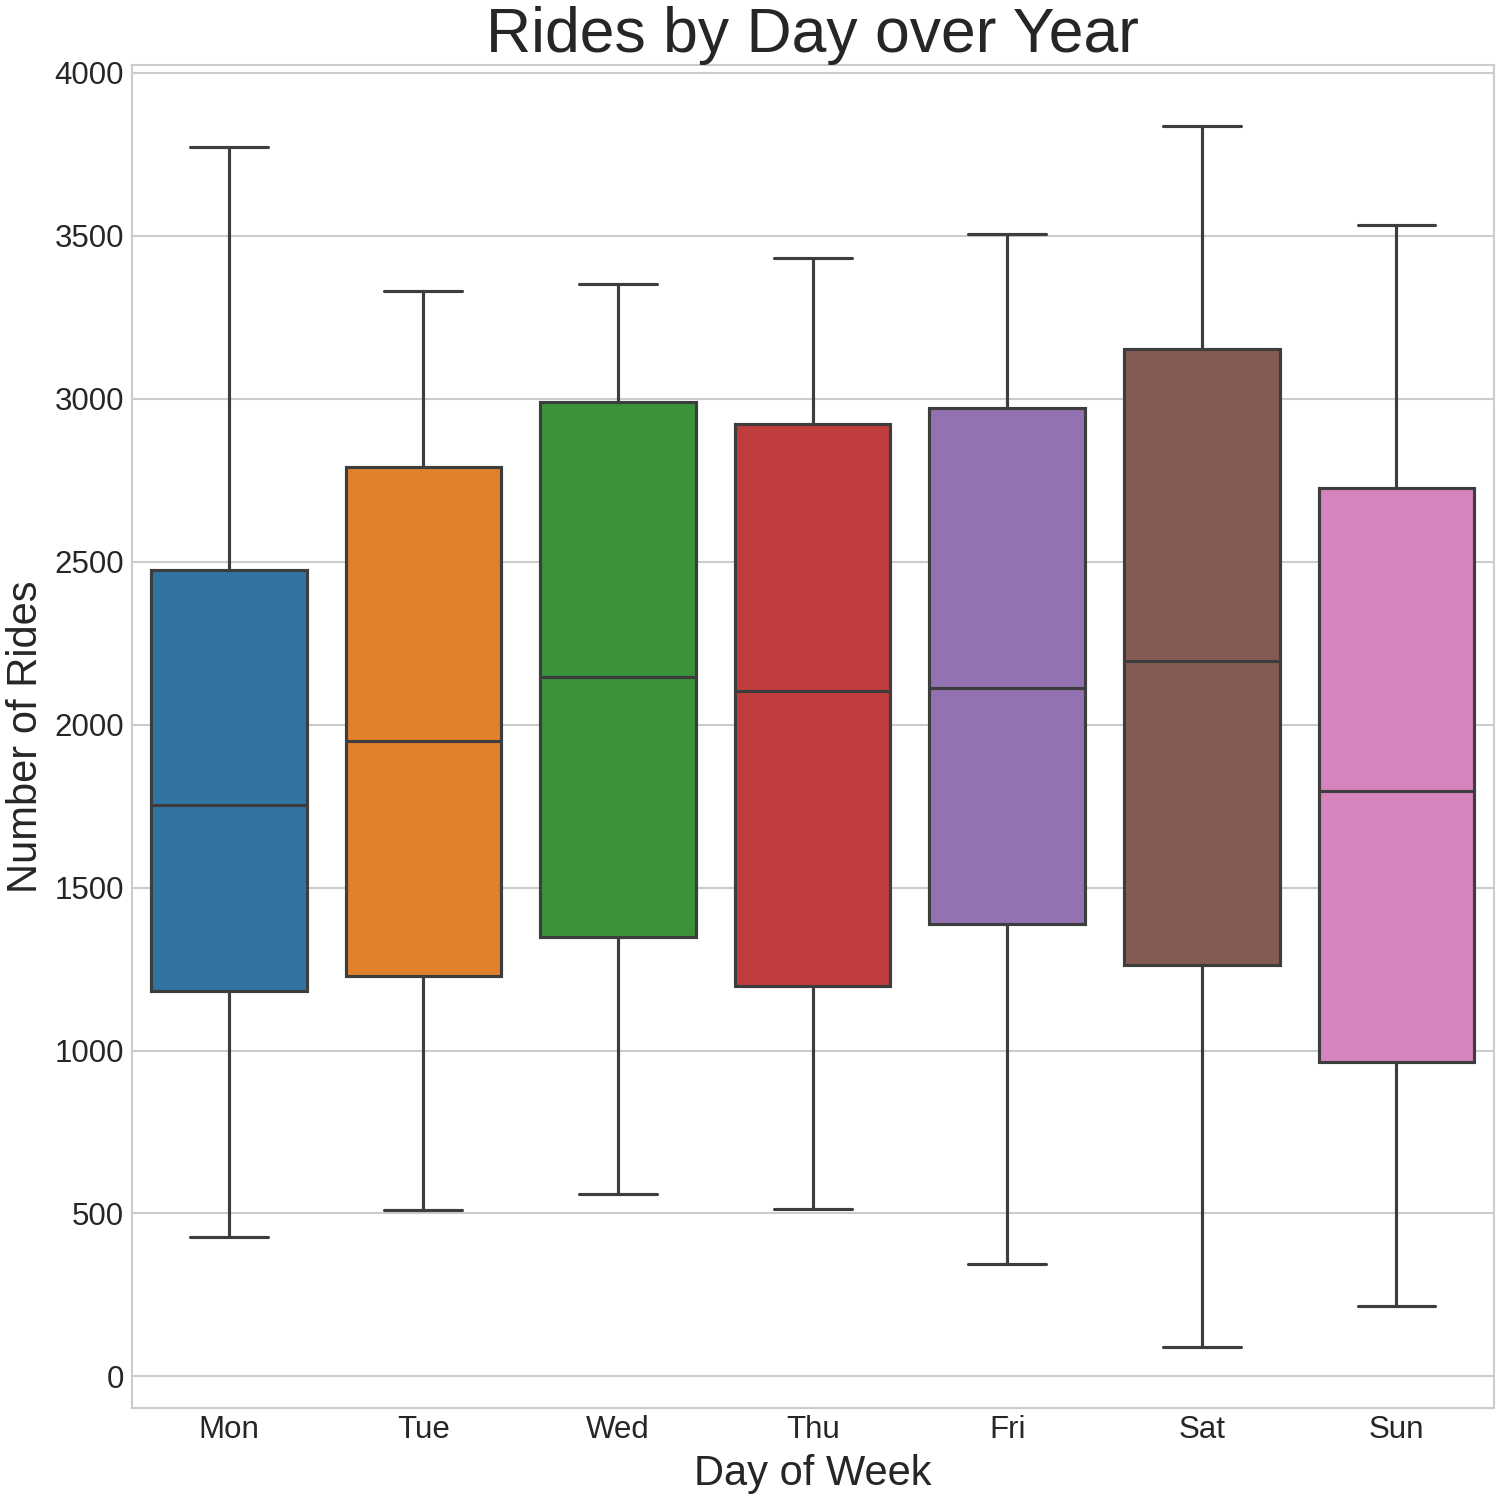 Rides by Day over Year
Number of Rides
4000
3500
3000
2500
2000
1500
1000
500
0
Mon Tue Wed Thu Fri Sat Sun
Day of Week